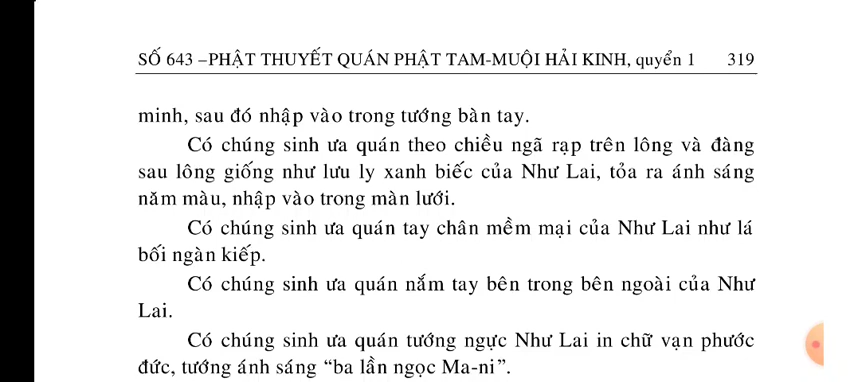 SỐ 643 –PHẬT THUYẾT QUÁN PHẬT TAM-MUỘI HẢI KINH, quyển 1 319
minh, sau đó nhập vào trong tướng bàn tay.
Có chúng sinh ưa quán theo chiều ngã rạp trên lông và đàng
sau lông giống như lưu ly xanh biếc của Như Lai, tỏa ra ánh sáng
năm màu, nhập vào trong màn lưới.
Có chúng sinh ưa quán tay chân mềm mại của Như Lai như lá
bối ngàn kiếp.
Có chúng sinh ưa quán nắm tay bên trong bên ngoài của Như
Lai.
Có chúng sinh ưa quán tướng ngực Như Lai in chữ vạn phước
đức, tướng ánh sáng “ba lần ngọc Ma-ni”.